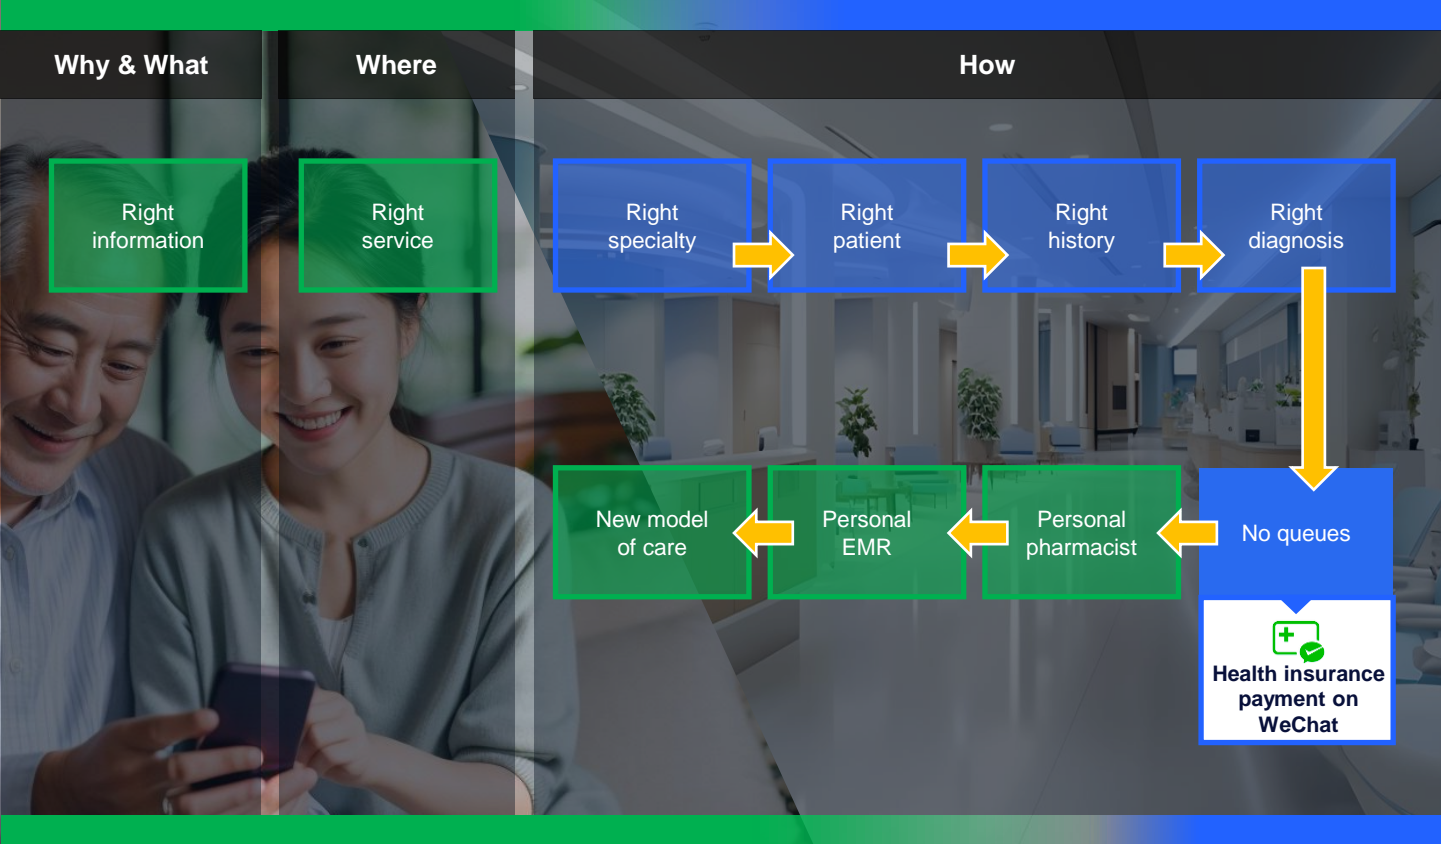 Why & What
Where
How
Right
information
Right
service
Right
specialty
Right
patient
Right
history
Right
diagnosis
New model
of care
Personal
EMR
Personal
pharmacist
No queues
Health insurance
payment on
WeChat